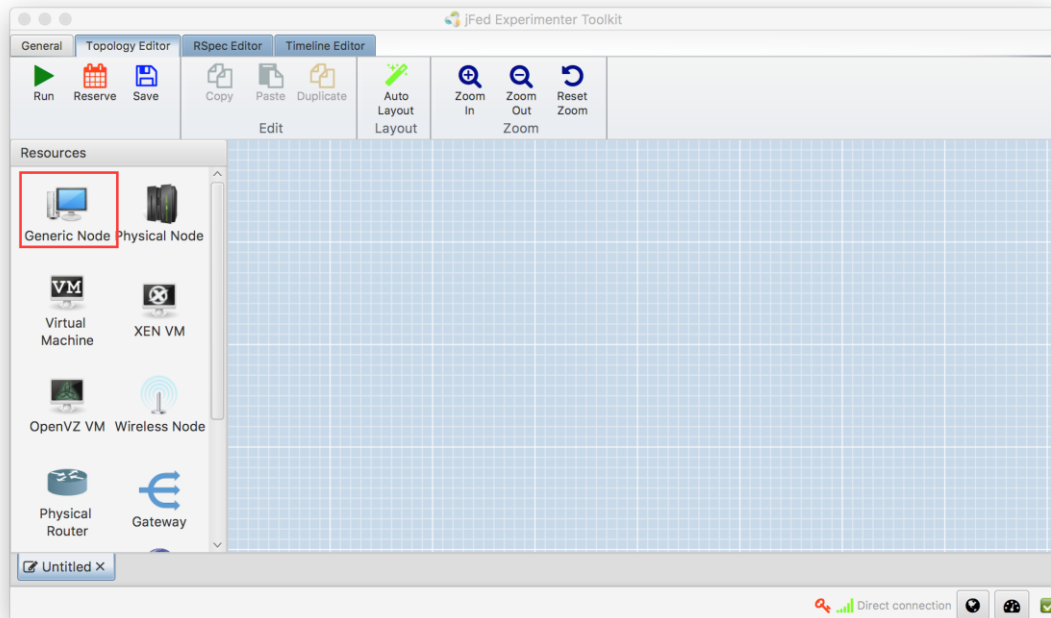 jFed Experimenter Toolkit
General Topology Editor RSpec Editor Timeline Editor
Run Reserve Save Copy Paste Duplicate Auto Layout Zoom In Zoom Out Reset Zoom
Edit Layout Zoom
Resources
Generic Node Physical Node
VM
Virtual Machine XEN VM
OpenVZ VM Wireless Node
Physical Router Gateway
Untitled ×
Direct connection